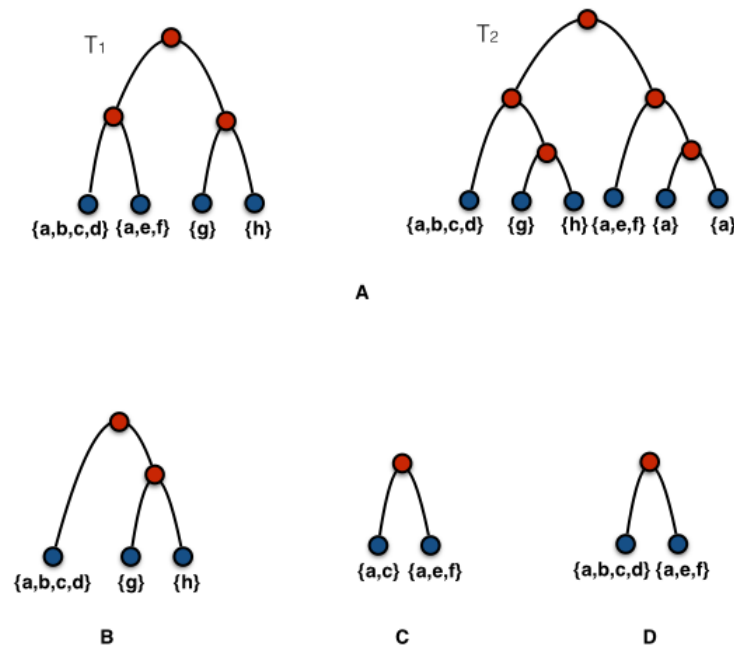 T1
T2
{a,b,c,d} {a,e,f} {g} {h}
{a,b,c,d} {g} {h} {a,e,f} {a} {a}
A
{a,b,c,d} {g} {h}
{a,c} {a,e,f}
{a,b,c,d} {a,e,f}
B
C
D